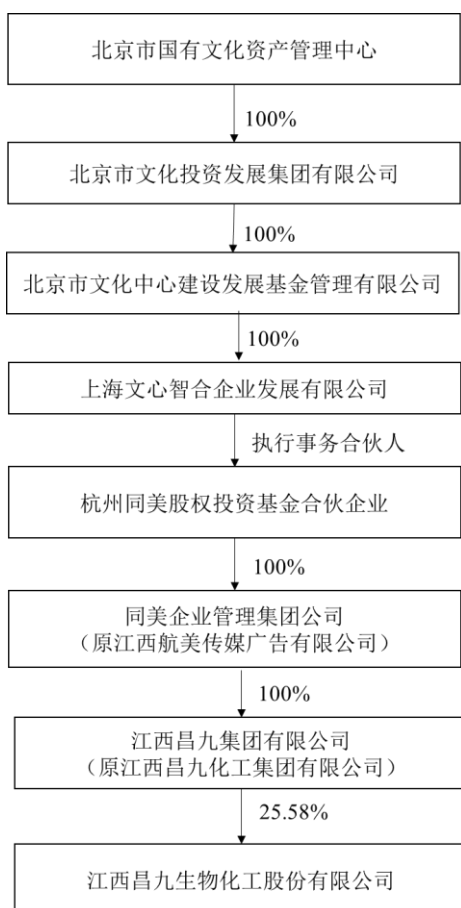 北京市国有文化资产管理中心
100%
北京市文化投资发展集团有限公司
100%
北京市文化中心建设发展基金管理有限公司
100%
上海文心智合企业发展有限公司
执行事务合伙人
杭州同美股权投资基金合伙企业
100%
同美企业管理集团公司
（原江西航美传媒广告有限公司）
100%
江西昌九集团有限公司
（原江西昌九化工集团有限公司）
25.58%
江西昌九生物化工股份有限公司